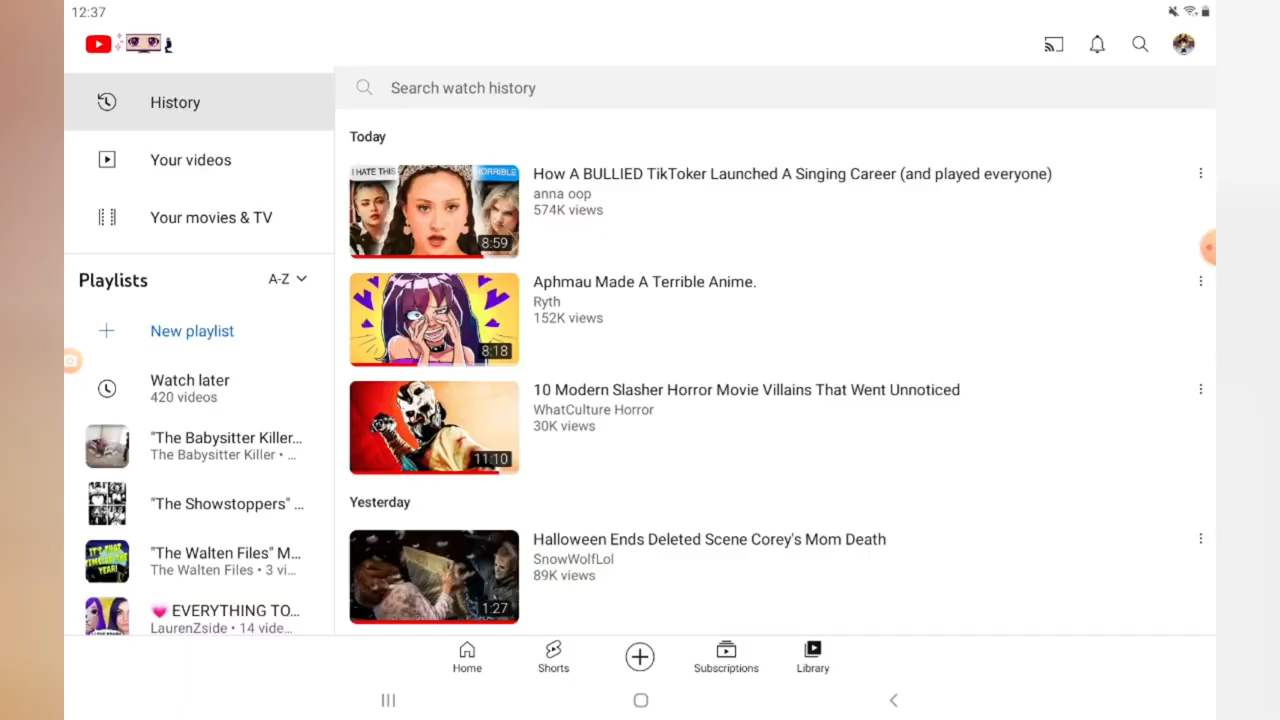 12:37
History
Your videos
Your movies & TV
Playlists
A-Z
New playlist
Watch later
420 videos
"The Babysitter Killer...
The Babysitter Killer • ...
"The Showstoppers" ...
"The Walten Files" M...
The Walten Files • 3 vi...
💗 EVERYTHING TO...
LaurenZside • 14 vide...
Search watch history
Today
I HATE THIS
HORRIBLE
8:59
How A BULLIED TikToker Launched A Singing Career (and played everyone)
anna oop
574K views
8:18
Aphmau Made A Terrible Anime.
Ryth
152K views
11:10
10 Modern Slasher Horror Movie Villains That Went Unnoticed
WhatCulture Horror
30K views
Yesterday
1:27
Halloween Ends Deleted Scene Corey's Mom Death
SnowWolfLol
89K views
Home
Shorts
Subscriptions
Library